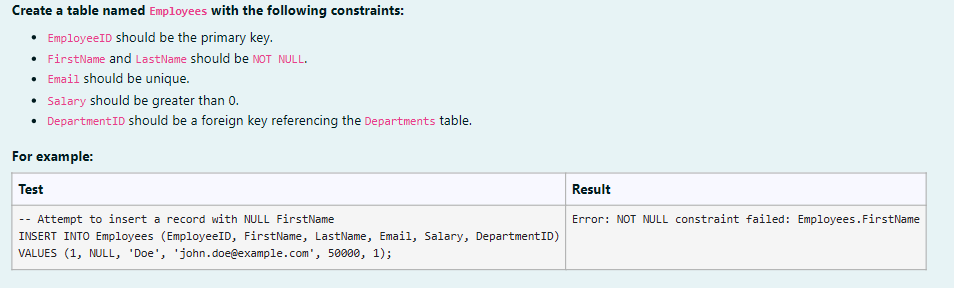 Create a table named Employees with the following constraints:
• EmployeeID should be the primary key.
• FirstName and LastName should be NOT NULL.
• Email should be unique.
• Salary should be greater than 0.
• DepartmentID should be a foreign key referencing the Departments table.
For example:
Test Result
-- Attempt to insert a record with NULL FirstName Error: NOT NULL constraint failed: Employees.FirstName
INSERT INTO Employees (EmployeeID, FirstName, LastName, Email, Salary, DepartmentID)
VALUES (1, NULL, 'Doe', 'john.doe@example.com', 50000, 1);